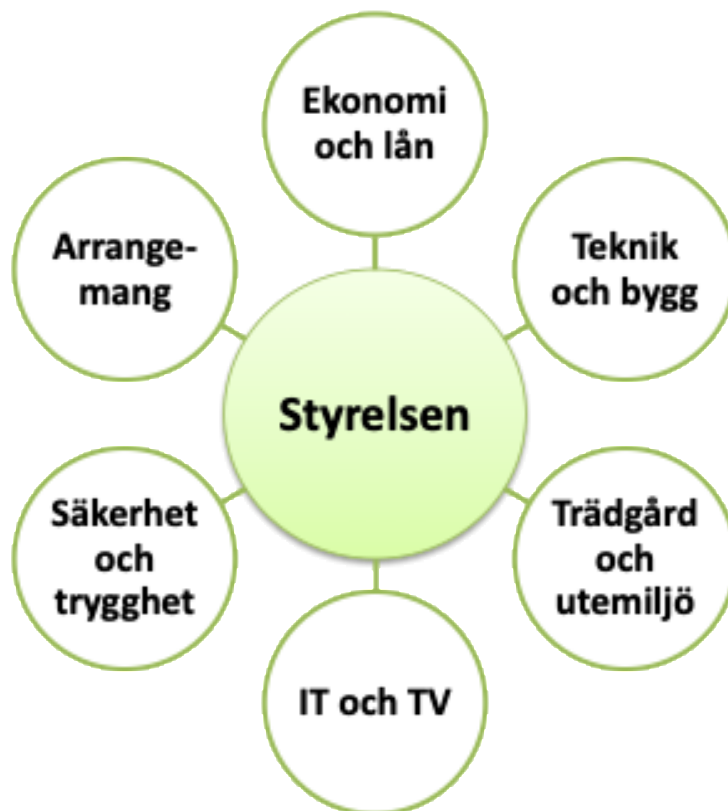 Ekonomi
och lån
Arrange-
mang
Teknik
och bygg
Styrelsen
Säkerhet
och
trygghet
Trädgård
och
utemiljö
IT och TV